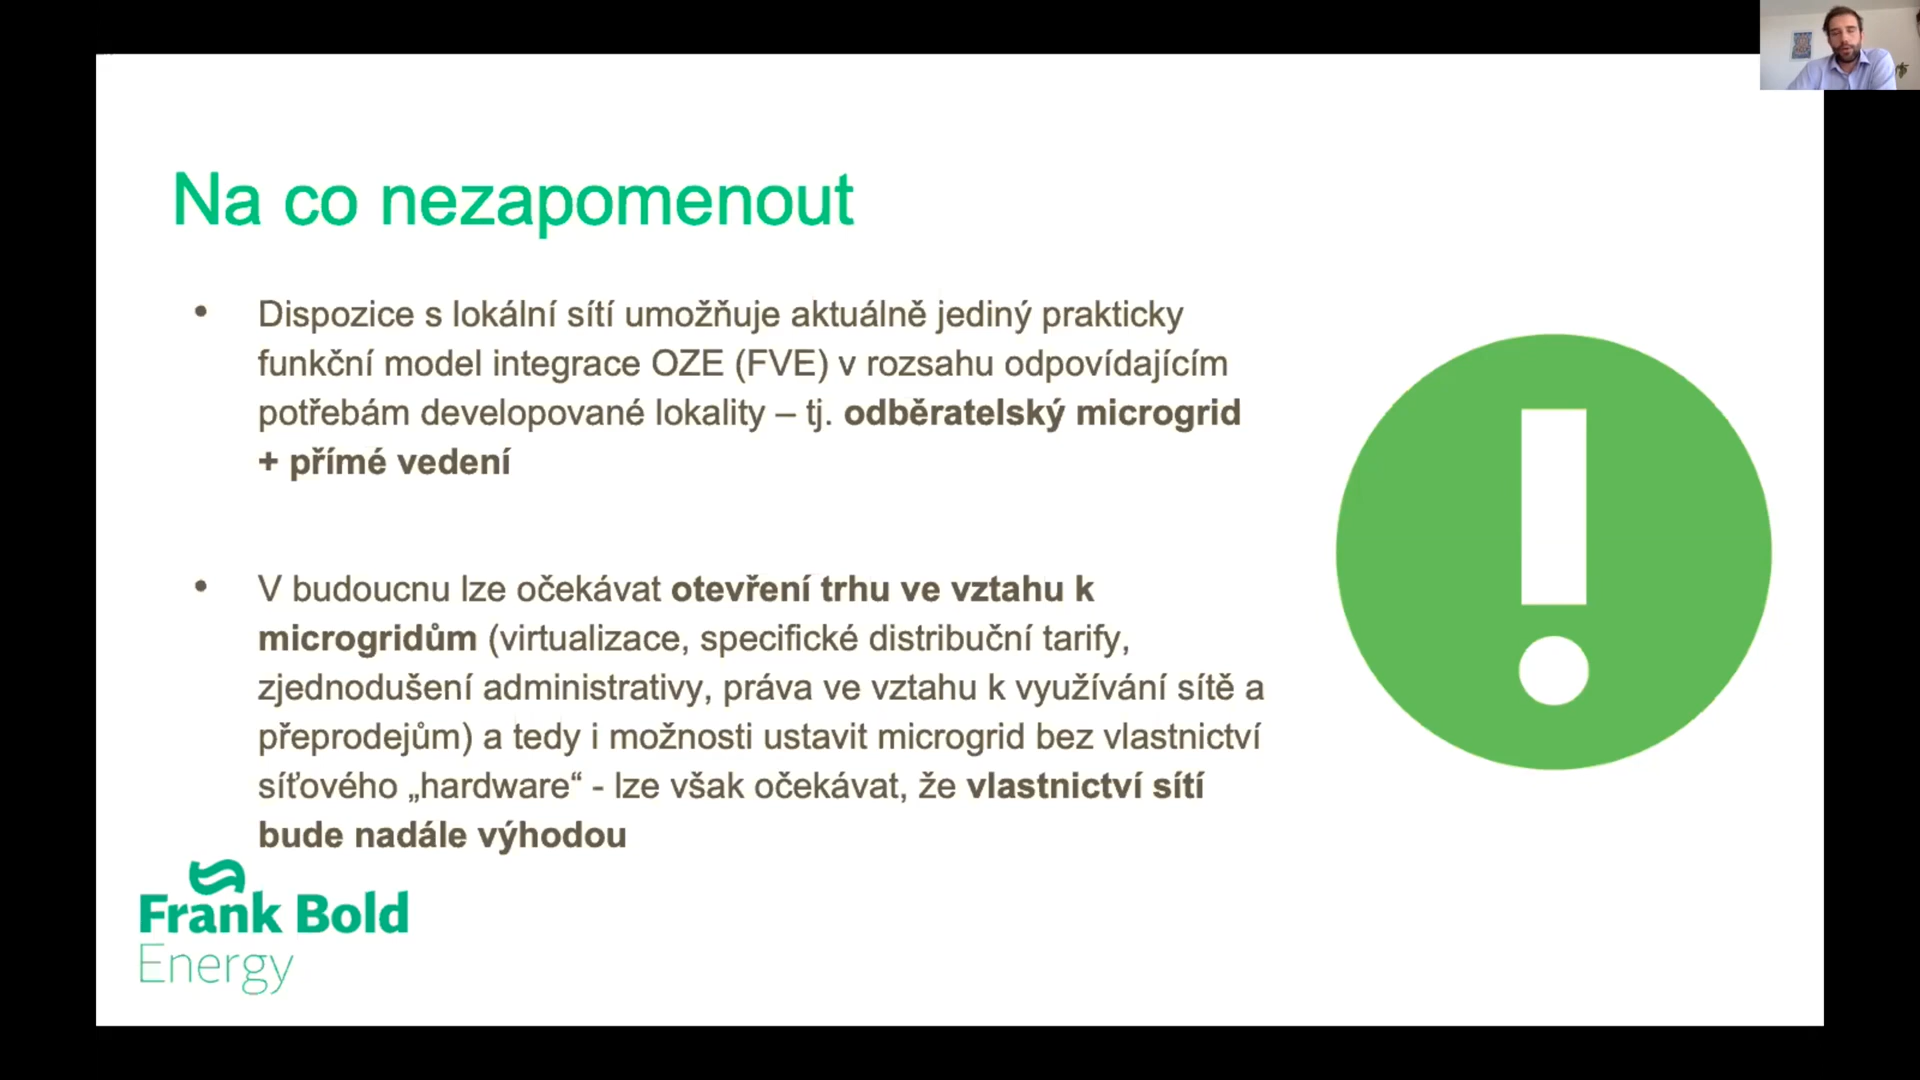 Na co nezapomenout
• Dispozice s lokální sítí umožňuje aktuálně jediný prakticky
funkční model integrace OZE (FVE) v rozsahu odpovídajícím
potřebám developované lokality – tj. odběratelský microgrid
+ přímé vedení
• V budoucnu lze očekávat otevření trhu ve vztahu k
microgridům (virtualizace, specifické distribuční tarify,
zjednodušení administrativy, práva ve vztahu k využívání sítě a
přeprodejům) a tedy i možnosti ustavit microgrid bez vlastnictví
síťového „hardware“ - lze však očekávat, že vlastnictví sítí
bude nadále výhodou
Frank Bold
Energy